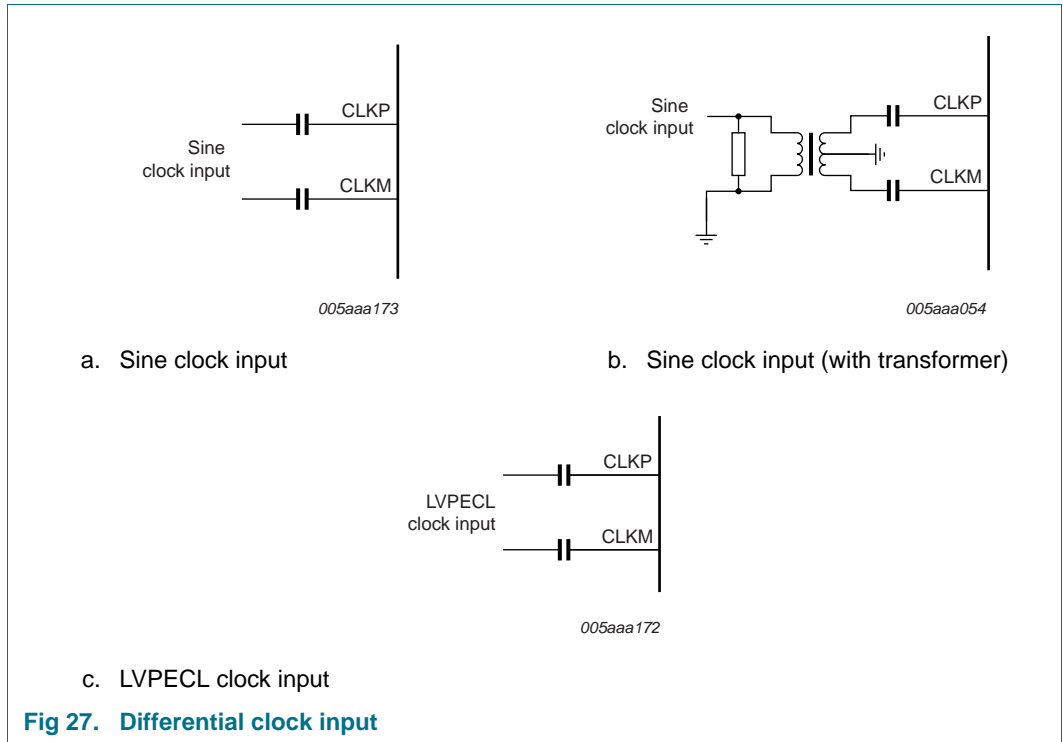 CLKP
Sine
clock input
CLKM
005aaa173
a. Sine clock input
Sine
clock input
CLKP
CLKM
005aaa054
b. Sine clock input (with transformer)
CLKP
LVPECL
clock input
CLKM
005aaa172
c. LVPECL clock input
Fig 27. Differential clock input